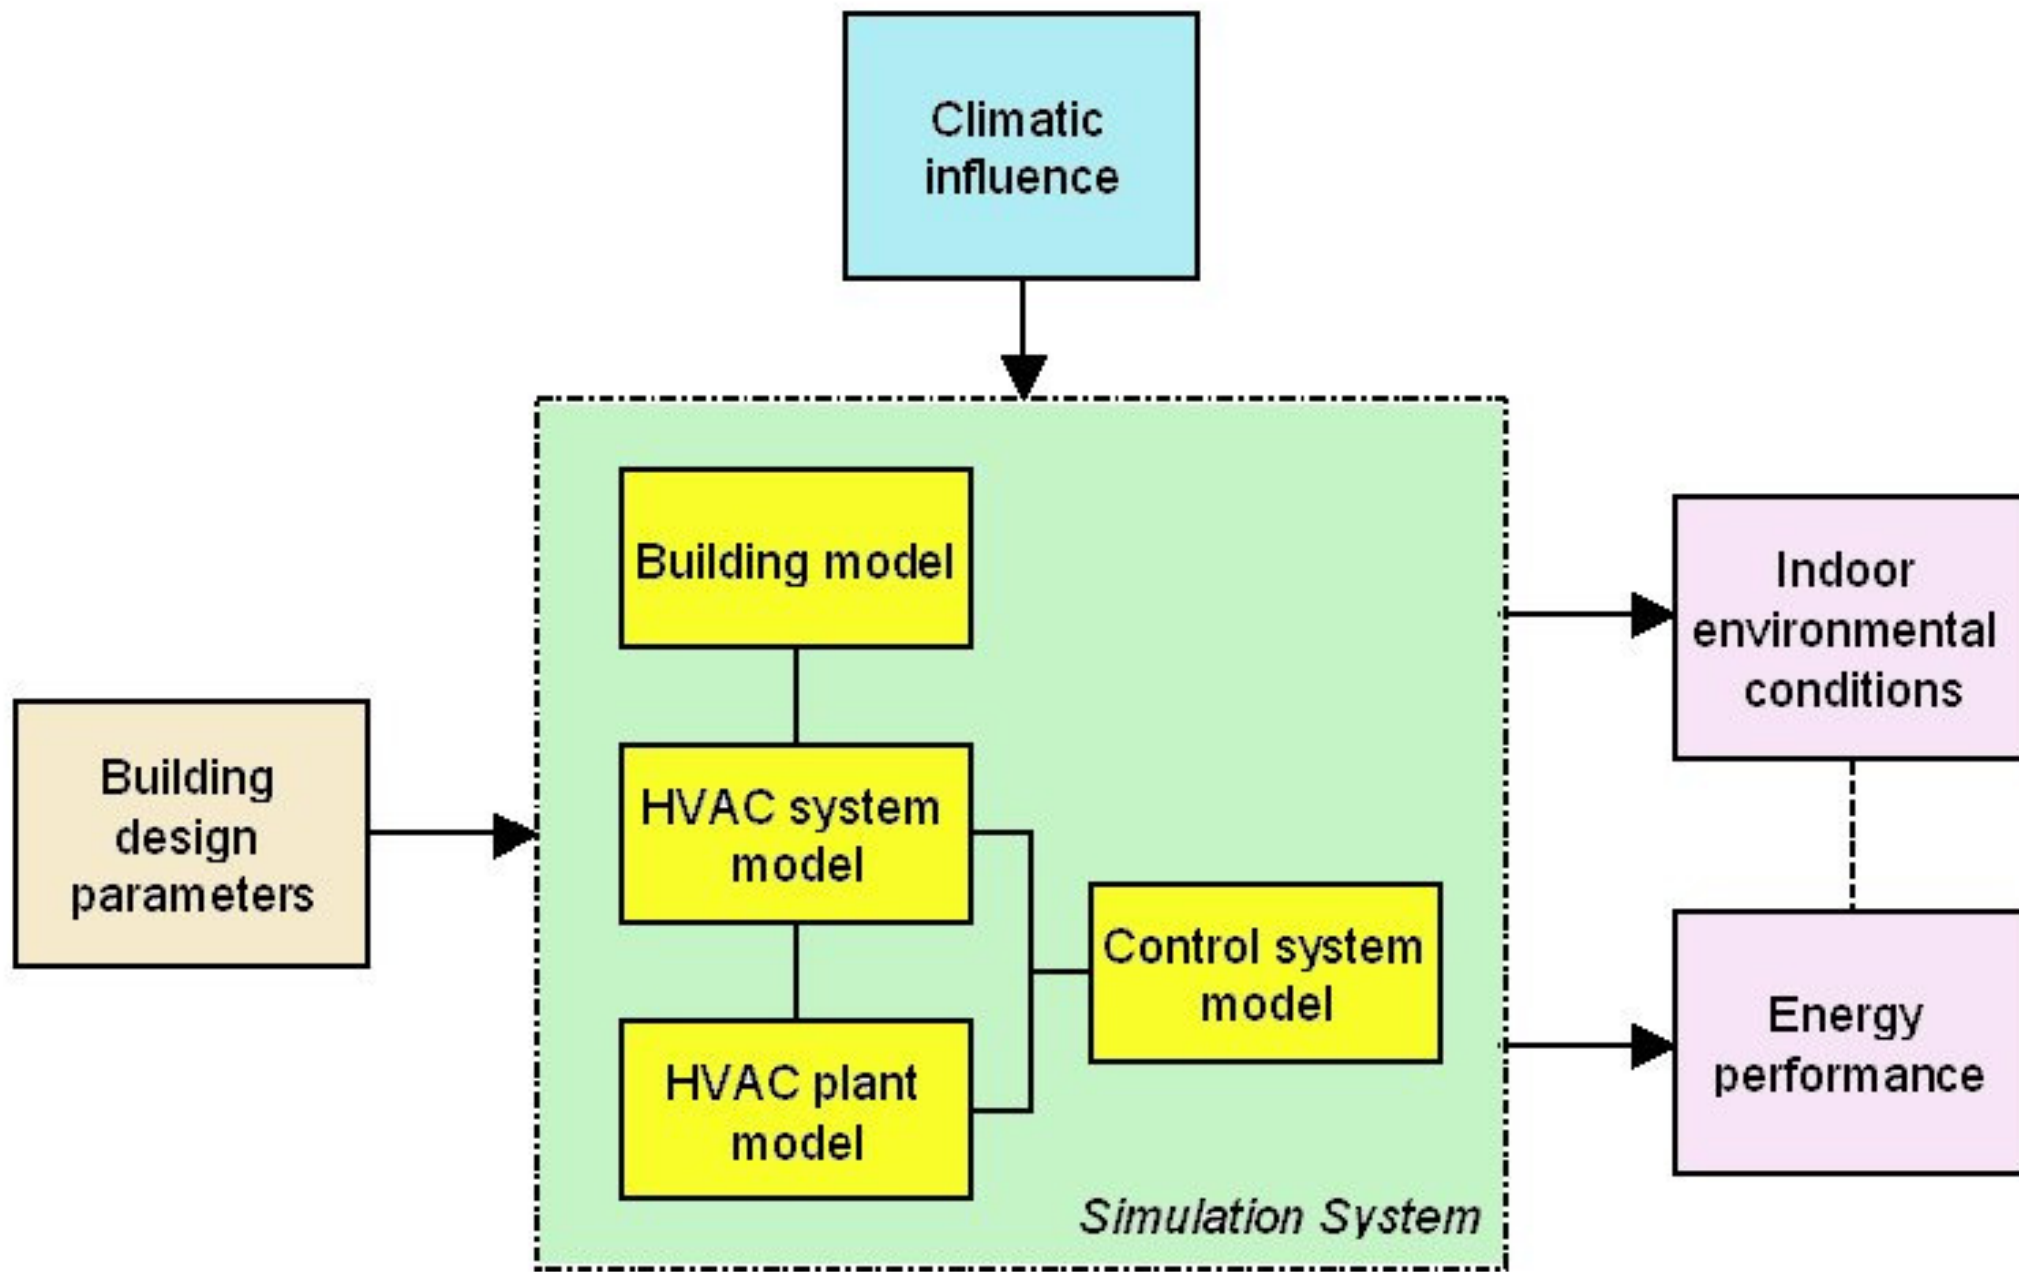 Climatic
influence
Building model
Indoor
environmental
conditions
Building
design
parameters
HVAC system
model
Control system
model
Energy
performance
HVAC plant
model
Simulation System